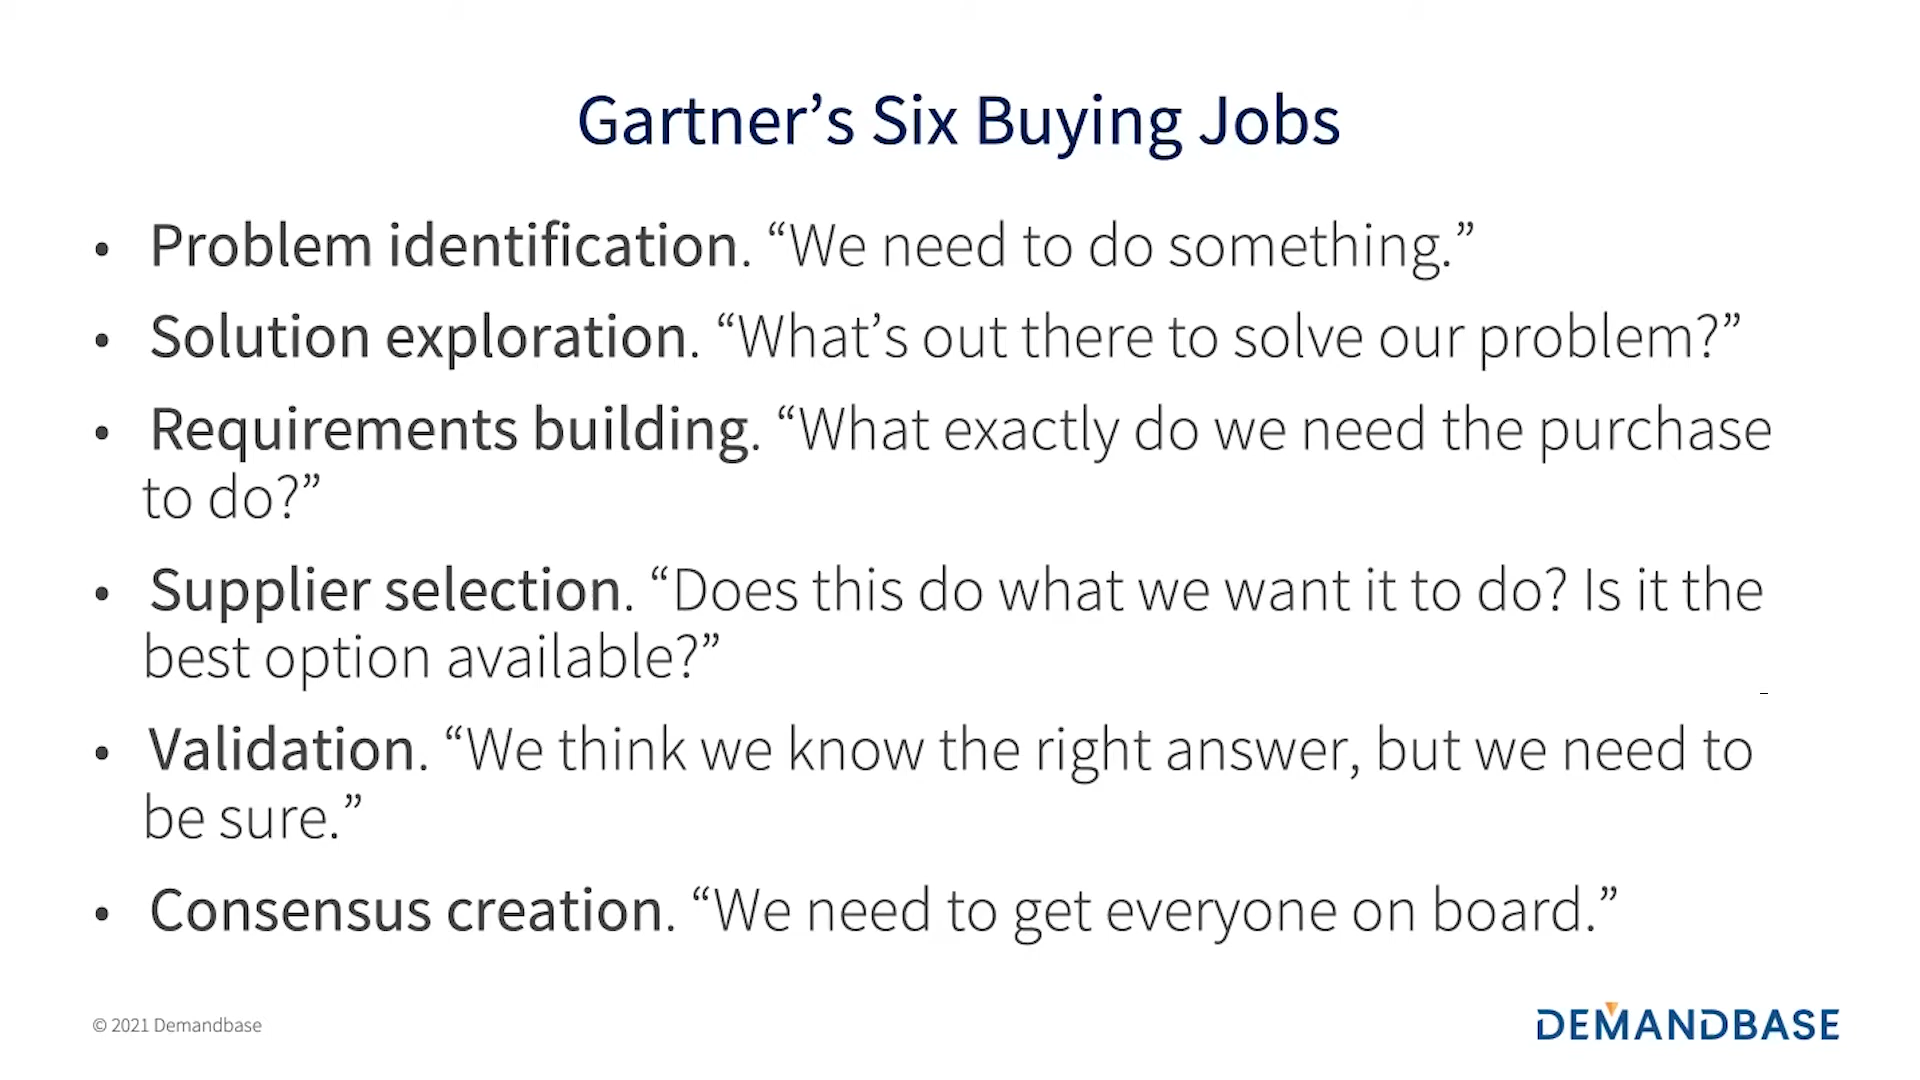 Gartner’s Six Buying Jobs
• Problem identification. “We need to do something.”
• Solution exploration. “What’s out there to solve our problem?”
• Requirements building. “What exactly do we need the purchase
to do?”
• Supplier selection. “Does this do what we want it to do? Is it the
best option available?”
• Validation. “We think we know the right answer, but we need to
be sure.”
• Consensus creation. “We need to get everyone on board.”
© 2021 Demandbase
DEMANDBASE